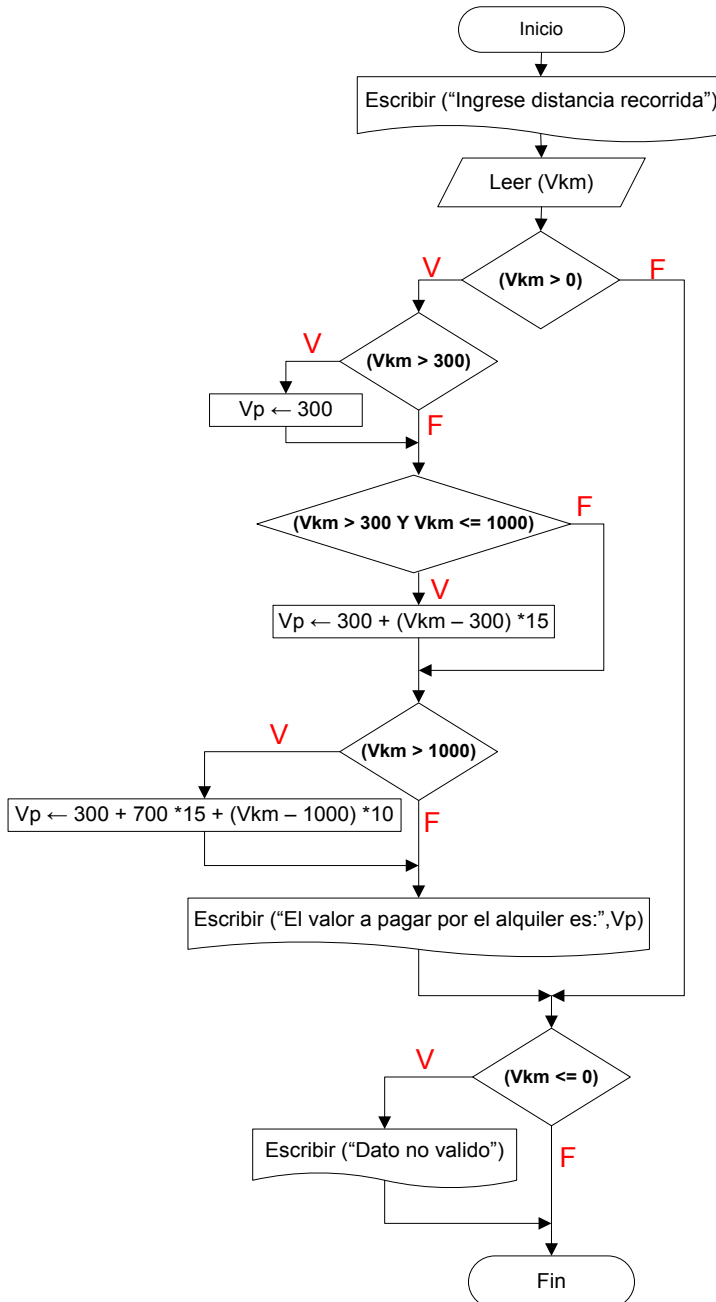 Inicio
Escribir (“Ingrese distancia recorrida”)
Leer (Vkm)
V
F
(Vkm > 0)
V
(Vkm > 300)
Vp ← 300
F
F
(Vkm > 300 Y Vkm <= 1000)
V
Vp ← 300 + (Vkm – 300) *15
V
(Vkm > 1000)
Vp ← 300 + 700 *15 + (Vkm – 1000) *10
F
Escribir (“El valor a pagar por el alquiler es:”,Vp)
V
(Vkm <= 0)
Escribir (“Dato no valido”)
F
Fin